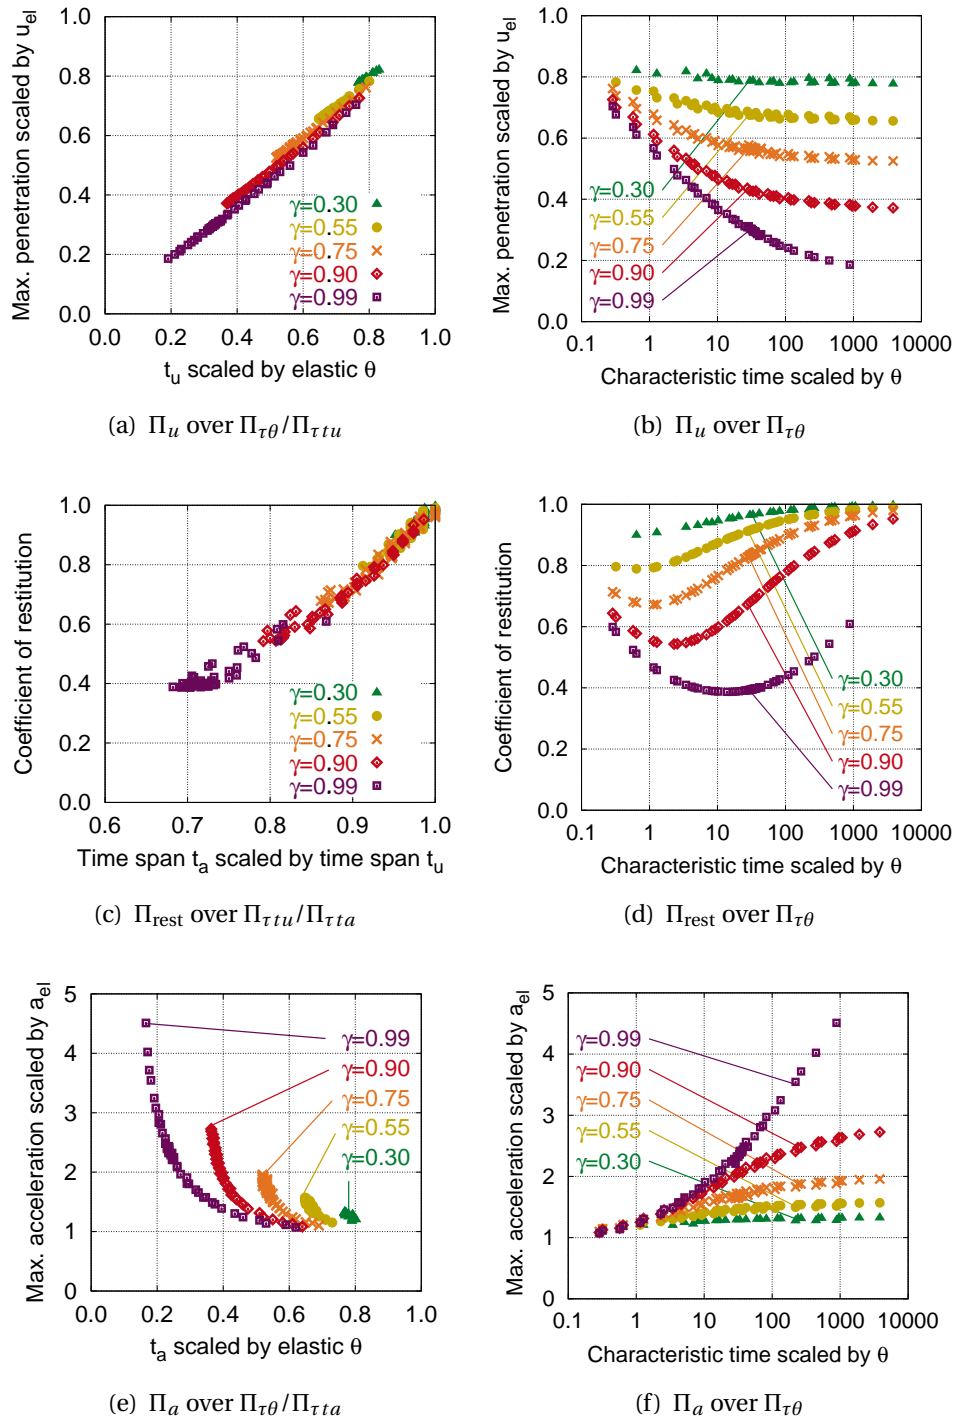 Max. penetration scaled by u_el
1.0
0.8
0.6
0.4
0.2
0.0
γ=0.30
γ=0.55
γ=0.75
γ=0.90
γ=0.99
0.0 0.2 0.4 0.6 0.8 1.0
t_u scaled by elastic θ
(a) Π_u over Π_τθ/Π_τtu
Max. penetration scaled by u_el
1.0
0.8
0.6
0.4
0.2
0.0
γ=0.30
γ=0.55
γ=0.75
γ=0.90
γ=0.99
0.1 1 10 100 1000 10000
Characteristic time scaled by θ
(b) Π_u over Π_τθ
Coefficient of restitution
1.0
0.8
0.6
0.4
0.2
0.0
γ=0.30
γ=0.55
γ=0.75
γ=0.90
γ=0.99
0.6 0.7 0.8 0.9 1.0
Time span t_a scaled by time span t_u
(c) Π_rest over Π_τtu/Π_τta
Coefficient of restitution
1.0
0.8
0.6
0.4
0.2
0.0
γ=0.30
γ=0.55
γ=0.75
γ=0.90
γ=0.99
0.1 1 10 100 1000 10000
Characteristic time scaled by θ
(d) Π_rest over Π_τθ
Max. acceleration scaled by a_el
5
4
3
2
1
0
γ=0.99
γ=0.90
γ=0.75
γ=0.55
γ=0.30
0.0 0.2 0.4 0.6 0.8 1.0
t_a scaled by elastic θ
(e) Π_a over Π_τθ/Π_τta
Max. acceleration scaled by a_el
5
4
3
2
1
0
γ=0.99
γ=0.90
γ=0.75
γ=0.55
γ=0.30
0.1 1 10 100 1000 10000
Characteristic time scaled by θ
(f) Π_a over Π_τθ